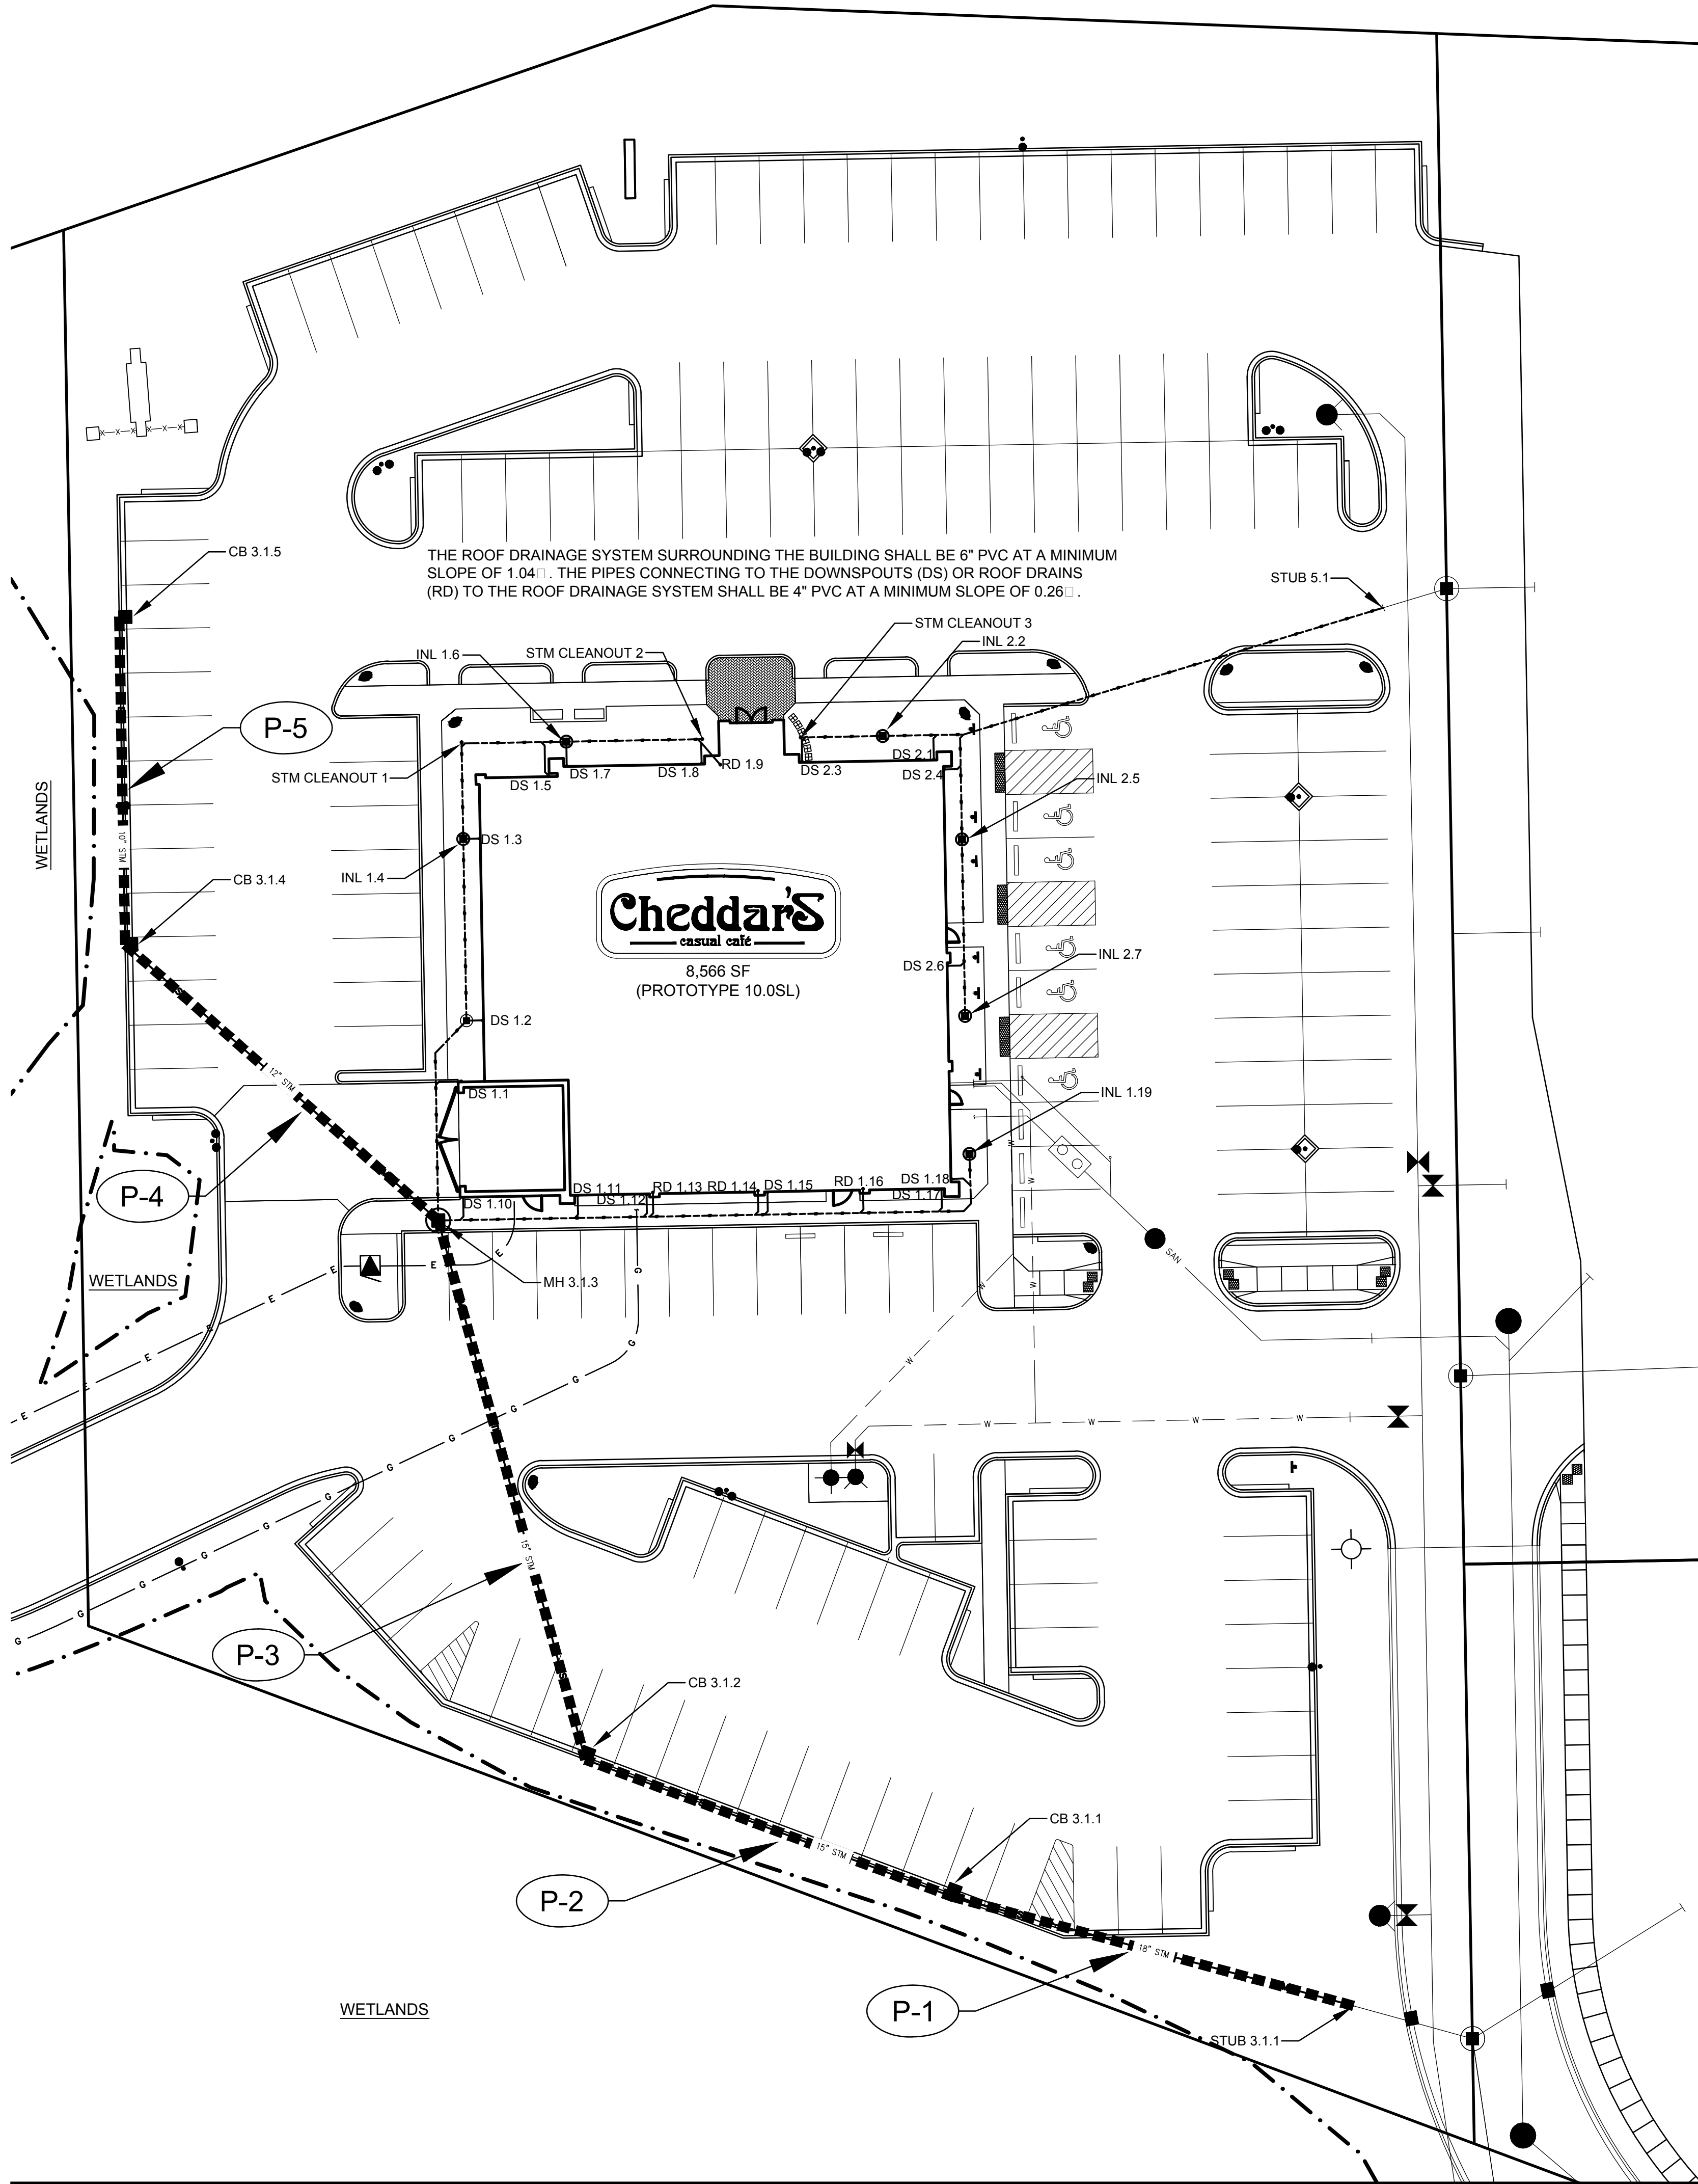 CB 3.1.5
THE ROOF DRAINAGE SYSTEM SURROUNDING THE BUILDING SHALL BE 6" PVC AT A MINIMUM
SLOPE OF 1.04□. THE PIPES CONNECTING TO THE DOWNSPOUTS (DS) OR ROOF DRAINS
(RD) TO THE ROOF DRAINAGE SYSTEM SHALL BE 4" PVC AT A MINIMUM SLOPE OF 0.26□.
STUB 5.1
STM CLEANOUT 3
INL 2.2
INL 1.6
STM CLEANOUT 2
P-5
STM CLEANOUT 1
DS 1.5
DS 1.7
DS 1.8
RD 1.9
DS 2.3
DS 2.1
DS 2.4
INL 2.5
WETLANDS
10" STM
DS 1.3
INL 1.4
CB 3.1.4
Cheddar's
casual café
8,566 SF
(PROTOTYPE 10.0SL)
DS 2.6
INL 2.7
DS 1.2
12" STM
DS 1.1
INL 1.19
P-4
DS 1.10
DS 1.11
DS 1.12
RD 1.13
RD 1.14
DS 1.15
RD 1.16
DS 1.18
DS 1.17
WETLANDS
MH 3.1.3
SAN
X X X X
E E E E E E E
G G G G G G G G G G G
W W W W W W W W
15" STM
P-3
CB 3.1.2
CB 3.1.1
15" STM
P-2
18" STM
P-1
WETLANDS
STUB 3.1.1